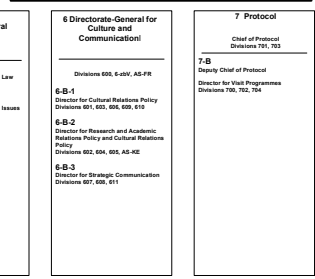 ral
Law
Issues
6 Directorate-General for
Culture and
Communication
Divisions 600, 6-zbV, AS-FR
6-B-1
Director for Cultural Relations Policy
Divisions 601, 603, 606, 609, 610
6-B-2
Director for Research and Academic
Relations Policy and Cultural Relations
Policy
Divisions 602, 604, 605, AS-KE
6-B-3
Director for Strategic Communication
Divisions 607, 608, 611
7 Protocol
Chief of Protocol
Divisions 701, 703
7-B
Deputy Chief of Protocol
Director for Visit Programmes
Divisions 700, 702, 704